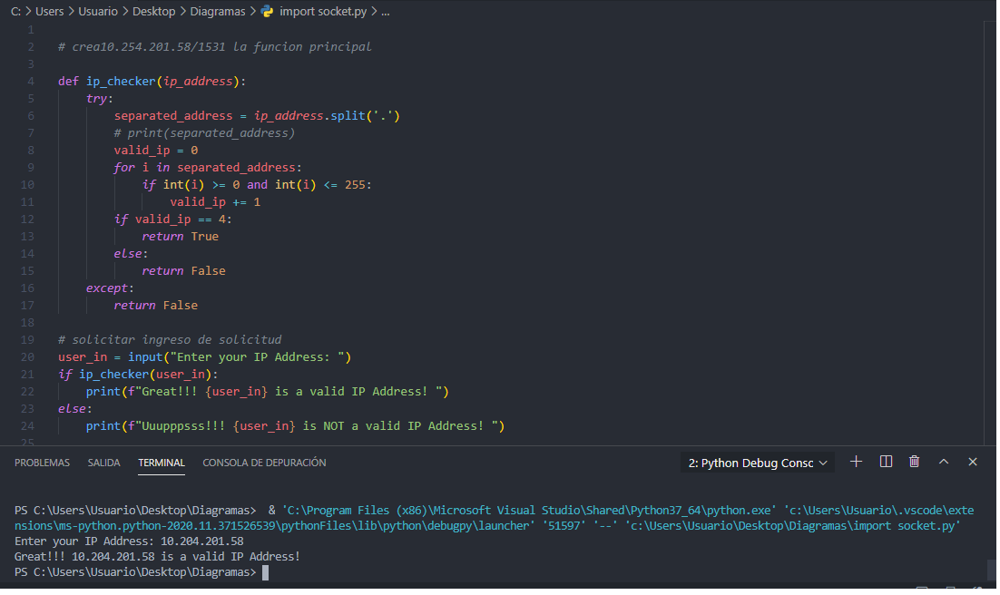 C: > Users > Usuario > Desktop > Diagramas > import socket.py > ...
1
2 # crea10.254.201.58/1531 la funcion principal
3
4 def ip_checker(ip_address):
5 try:
6 separated_address = ip_address.split('.')
7 # print(separated_address)
8 valid_ip = 0
9 for i in separated_address:
10 if int(i) >= 0 and int(i) <= 255:
11 valid_ip += 1
12 if valid_ip == 4:
13 return True
14 else:
15 return False
16 except:
17 return False
18
19 # solicitar ingreso de solicitud
20 user_in = input("Enter your IP Address: ")
21 if ip_checker(user_in):
22 print(f"Great!!! {user_in} is a valid IP Address! ")
23 else:
24 print(f"Uuupppsss!!! {user_in} is NOT a valid IP Address! ")
25
PROBLEMAS SALIDA TERMINAL CONSOLA DE DEPURACIÓN 2: Python Debug Consc
PS C:\Users\Usuario\Desktop\Diagramas> & 'C:\Program Files (x86)\Microsoft Visual Studio\Shared\Python37_64\python.exe' 'c:\Users\Usuario\.vscode\exte
nsions\ms-python.python-2020.11.371526539\pythonFiles\lib\python\debugpy\launcher' '51597' '--' 'c:\Users\Usuario\Desktop\Diagramas\import socket.py'
Enter your IP Address: 10.204.201.58
Great!!! 10.204.201.58 is a valid IP Address!
PS C:\Users\Usuario\Desktop\Diagramas>